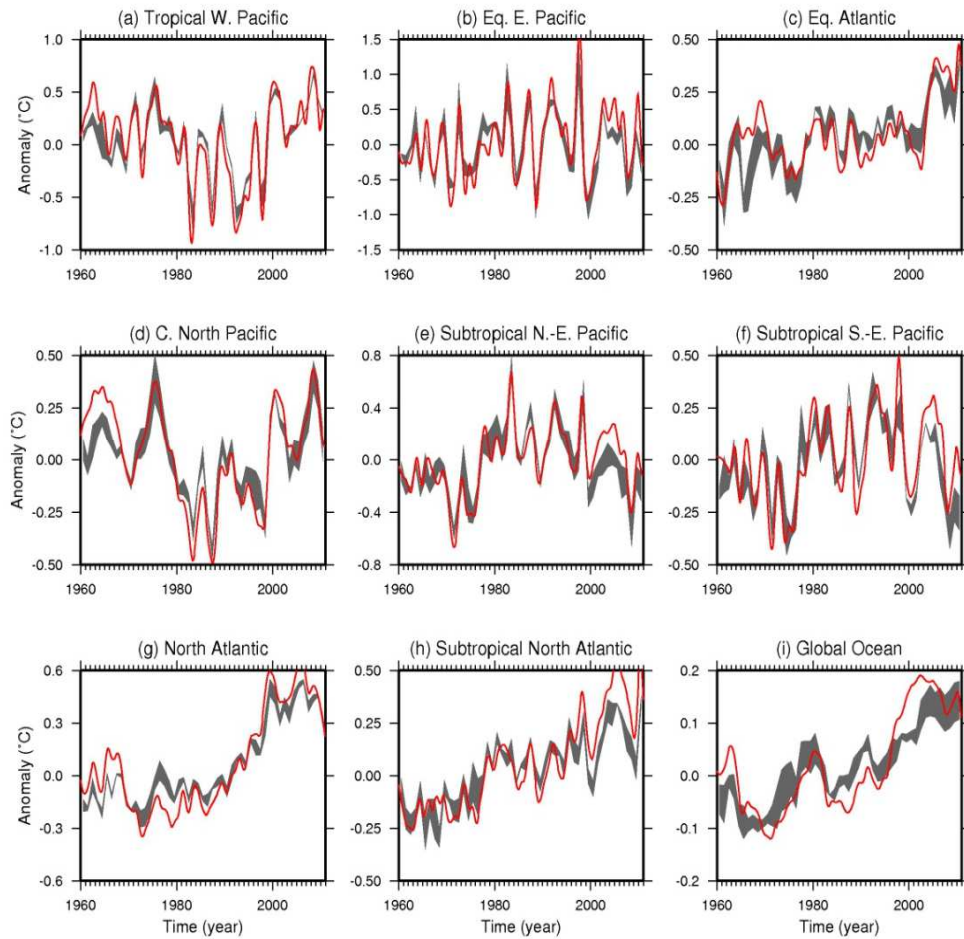 (a) Tropical W. Pacific (b) Eq. E. Pacific (c) Eq. Atlantic
1.0 1.5 0.50
1.0
0.5 0.25
0.5
0.0 0.0 0.00
-0.5
0.5 -0.25
-1.0
1.0 -1.5 -0.50
Anomaly (˚C)
1960 1980 2000 1960 1980 2000 1960 1980 2000
(d) C. North Pacific (e) Subtropical N.-E. Pacific (f) Subtropical S.-E. Pacific
0.50 0.8 0.50
0.25 0.4 0.25
0.00 0.0 0.00
-0.25 -0.4 -0.25
-0.50 -0.8 -0.50
Anomaly (˚C)
1960 1980 2000 1960 1980 2000 1960 1980 2000
(g) North Atlantic (h) Subtropical North Atlantic (i) Global Ocean
0.6 0.50 0.2
0.3 0.25 0.1
0.0 0.00 0.0
-0.3 -0.25 -0.1
-0.6 -0.50 -0.2
Anomaly (˚C)
1960 1980 2000 1960 1980 2000 1960 1980 2000
Time (year) Time (year) Time (year)